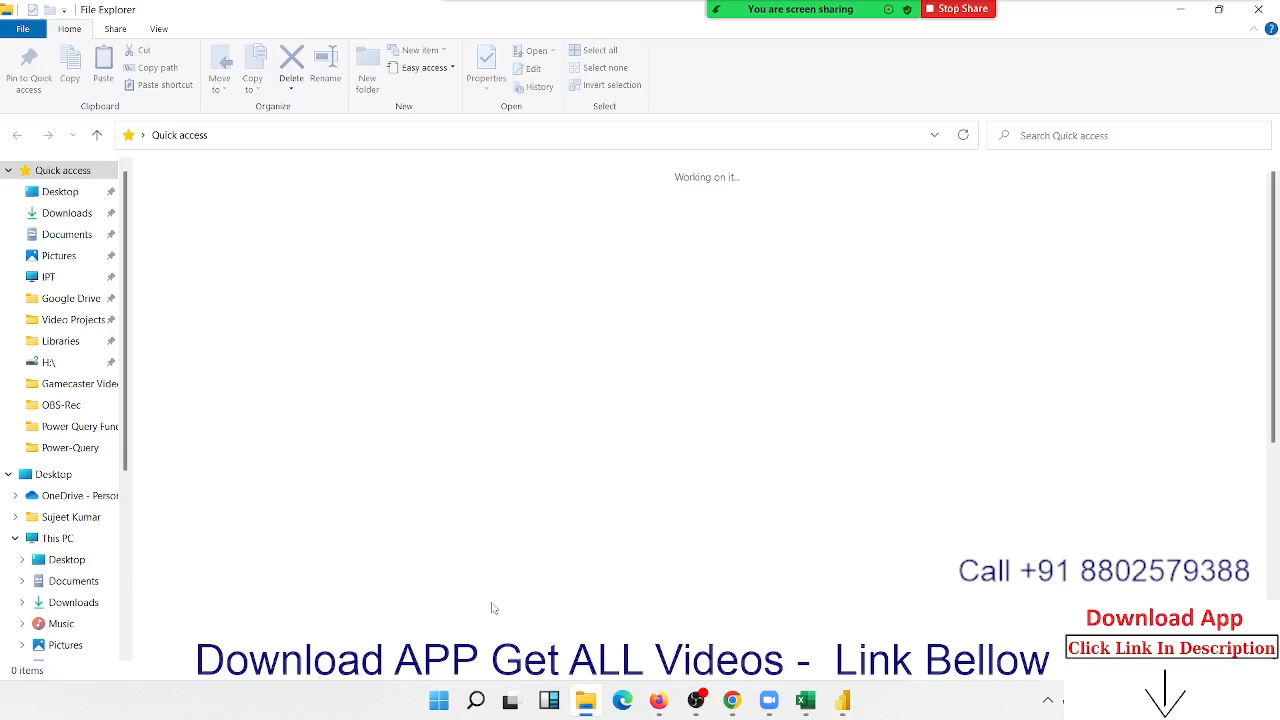 File Explorer
You are screen sharing
Stop Share
File
Home
Share
View
Pin to Quick access
Copy
Paste
Cut
Copy path
Paste shortcut
Clipboard
Move to
Copy to
Delete
Rename
Organize
New folder
New item
Easy access
New
Properties
Open
Edit
History
Open
Select all
Select none
Invert selection
Select
Quick access
Search Quick access
Working on it...
Quick access
Desktop
Downloads
Documents
Pictures
IPT
Google Drive
Video Projects
Libraries
H:\
Gamecaster Vide
OBS-Rec
Power Query Fun
Power-Query
Desktop
OneDrive - Perso
Sujeet Kumar
This PC
Desktop
Documents
Downloads
Music
Pictures
0 items
Call +91 8802579388
Download App
Click Link In Description
Download APP Get ALL Videos - Link Bellow